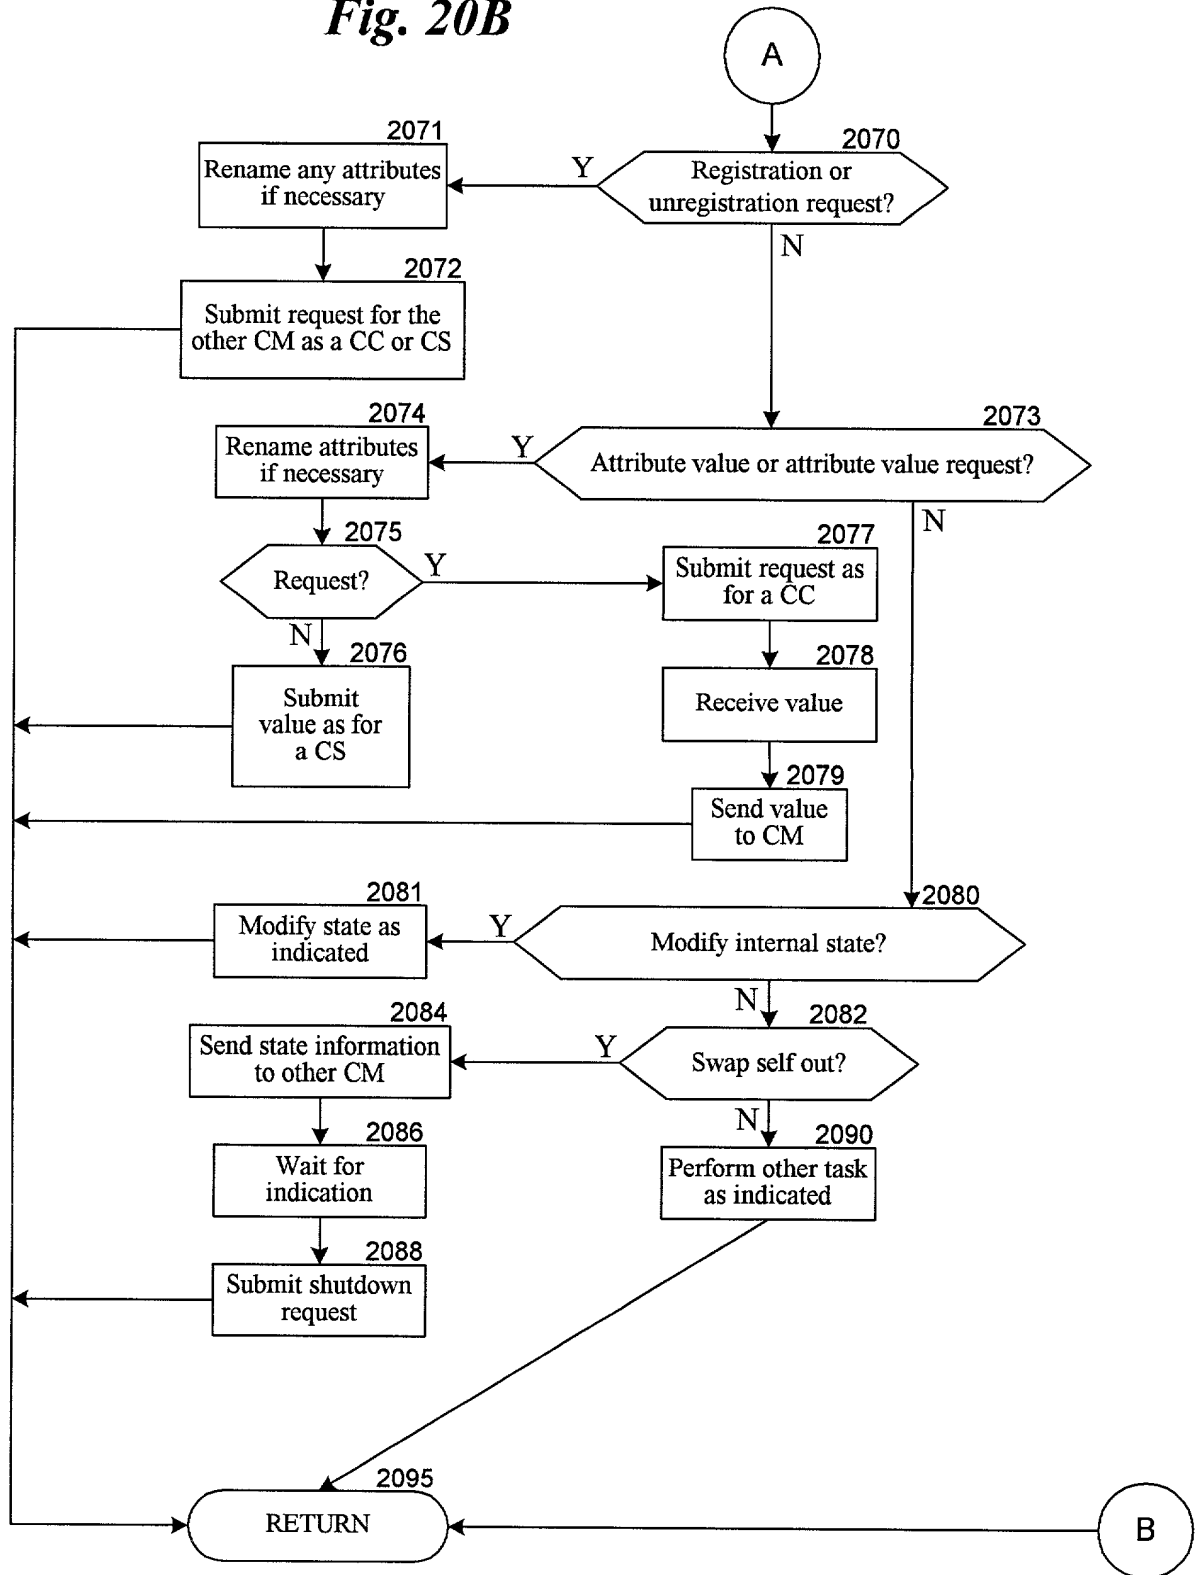 Fig. 20B
A
2070
Registration or
unregistration request?
Y
N
2071
Rename any attributes
if necessary
2072
Submit request for the
other CM as a CC or CS
2073
Attribute value or attribute value request?
Y
N
2074
Rename attributes
if necessary
2075
Request?
Y
N
2076
Submit
value as for
a CS
2077
Submit request as
for a CC
2078
Receive value
2079
Send value
to CM
2080
Modify internal state?
Y
N
2081
Modify state as
indicated
2082
Swap self out?
Y
N
2084
Send state information
to other CM
2086
Wait for
indication
2088
Submit shutdown
request
2090
Perform other task
as indicated
2095
RETURN
B